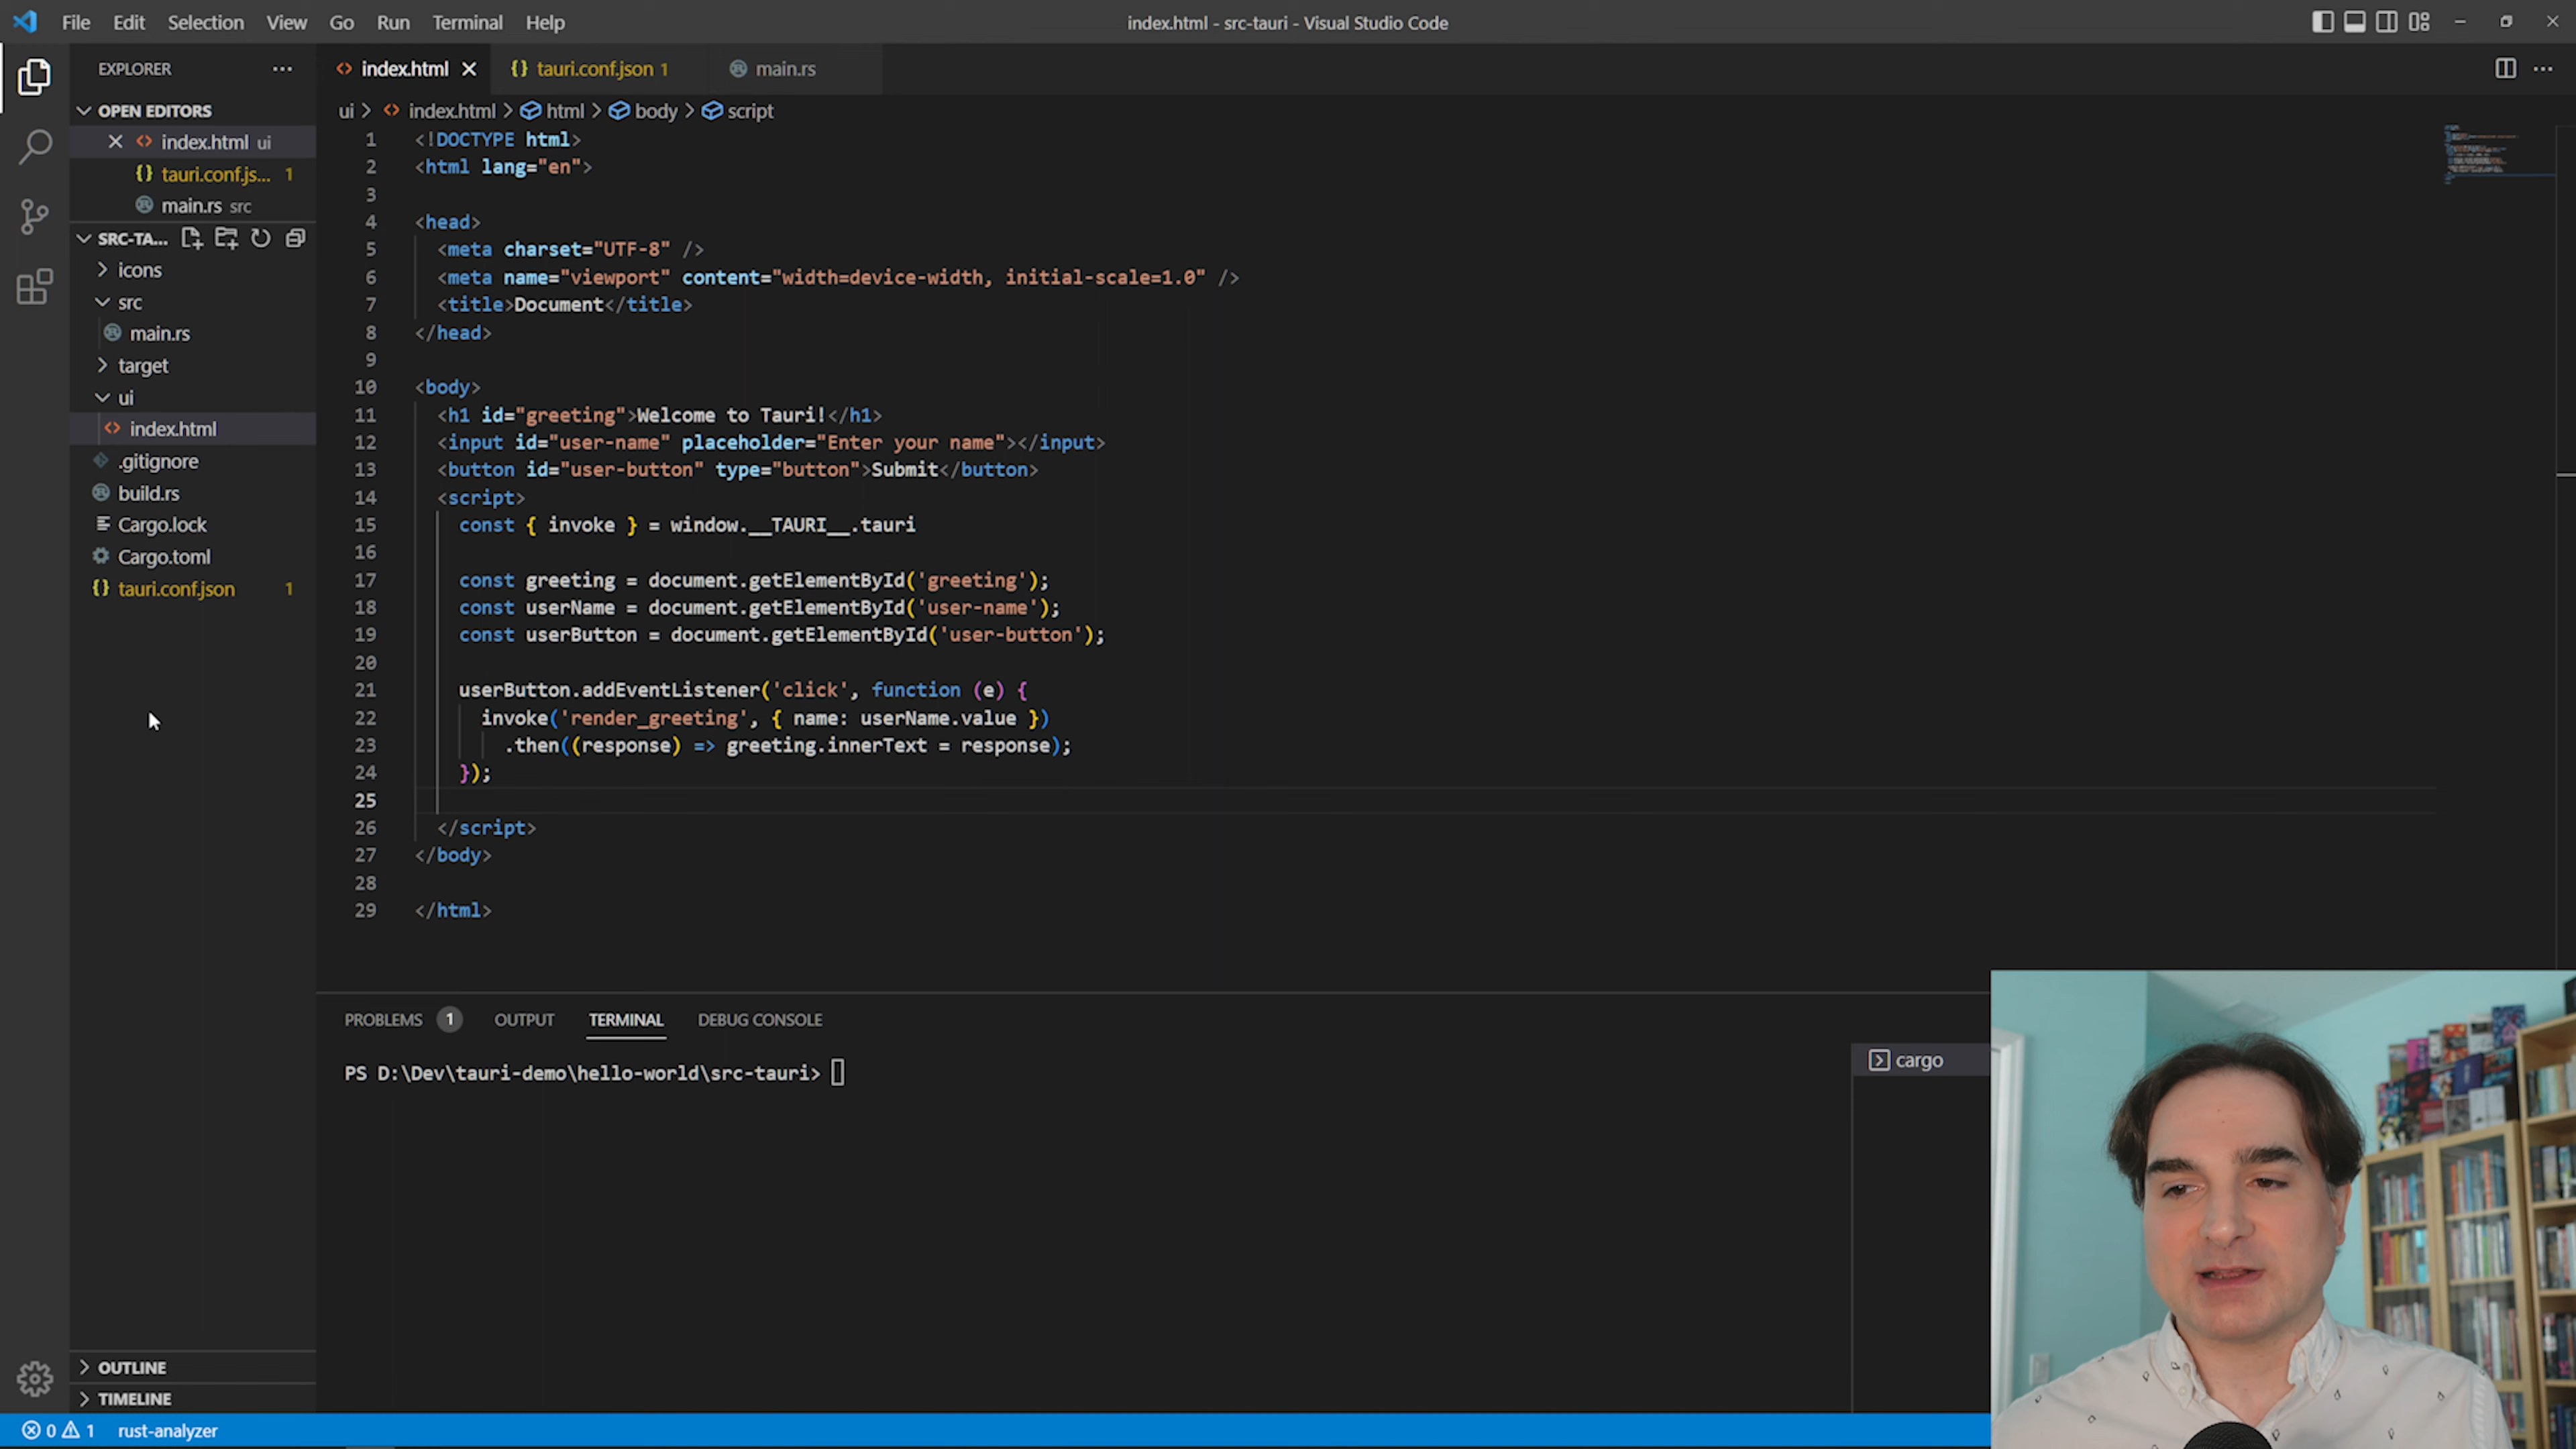 File Edit Selection View Go Run Terminal Help
index.html - src-tauri - Visual Studio Code
EXPLORER
OPEN EDITORS
index.html ui
tauri.conf.js... 1
main.rs src
SRC-TA...
icons
src
main.rs
target
ui
index.html
.gitignore
build.rs
Cargo.lock
Cargo.toml
tauri.conf.json 1
OUTLINE
TIMELINE
index.html tauri.conf.json 1 main.rs
ui > index.html > html > body > script
1 <!DOCTYPE html>
2 <html lang="en">
3
4 <head>
5 <meta charset="UTF-8" />
6 <meta name="viewport" content="width=device-width, initial-scale=1.0" />
7 <title>Document</title>
8 </head>
9
10 <body>
11 <h1 id="greeting">Welcome to Tauri!</h1>
12 <input id="user-name" placeholder="Enter your name"></input>
13 <button id="user-button" type="button">Submit</button>
14 <script>
15 const { invoke } = window.__TAURI__.tauri
16
17 const greeting = document.getElementById('greeting');
18 const userName = document.getElementById('user-name');
19 const userButton = document.getElementById('user-button');
20
21 userButton.addEventListener('click', function (e) {
22 invoke('render_greeting', { name: userName.value })
23 .then((response) => greeting.innerText = response);
24 });
25
26 </script>
27 </body>
28
29 </html>
PROBLEMS 1 OUTPUT TERMINAL DEBUG CONSOLE
PS D:\Dev\tauri-demo\hello-world\src-tauri>
cargo
0 1 rust-analyzer